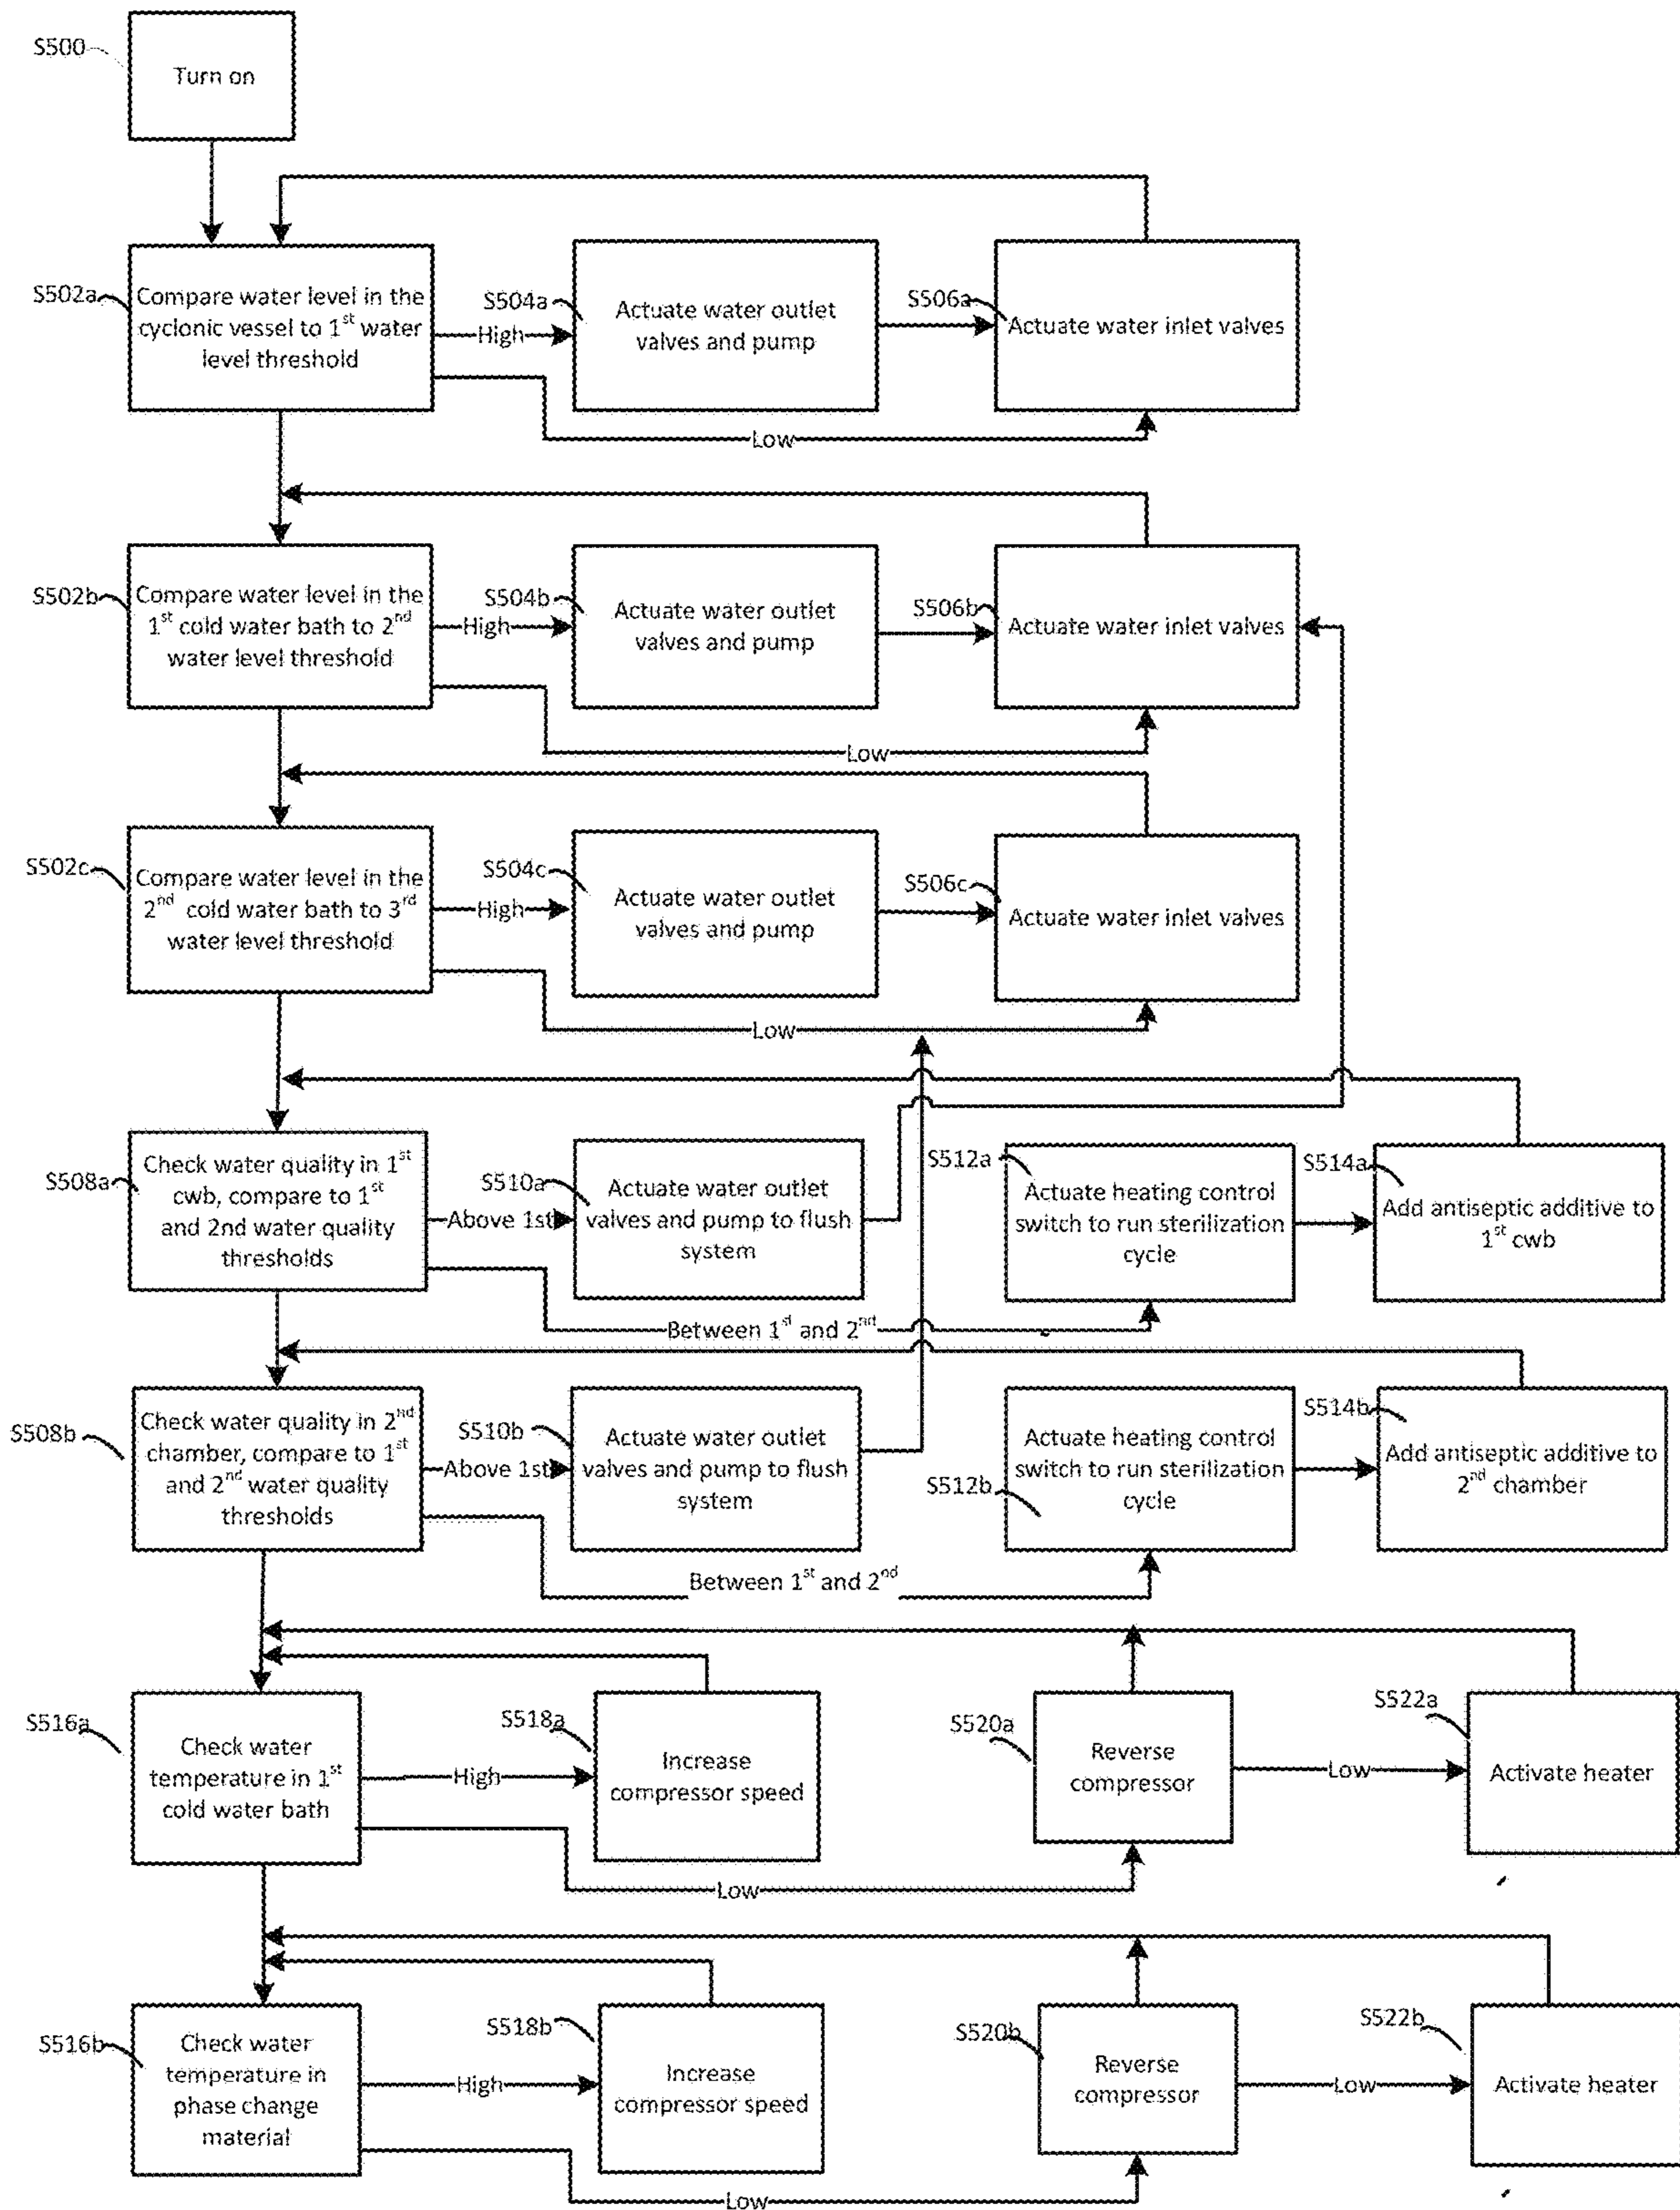 S500
Turn on
S502a
Compare water level in the
cyclonic vessel to 1st water
level threshold
High
S504a
Actuate water outlet
valves and pump
S506a
Actuate water inlet valves
Low
S502b
Compare water level in the
1st cold water bath to 2nd
water level threshold
High
S504b
Actuate water outlet
valves and pump
S506b
Actuate water inlet valves
Low
S502c
Compare water level in the
2nd cold water bath to 3rd
water level threshold
High
S504c
Actuate water outlet
valves and pump
S506c
Actuate water inlet valves
Low
S508a
Check water quality in 1st
cwb, compare to 1st
and 2nd water quality
thresholds
Above 1st
S510a
Actuate water outlet
valves and pump to flush
system
S512a
Actuate heating control
switch to run sterilization
cycle
S514a
Add antiseptic additive to
1st cwb
Between 1st and 2nd
S508b
Check water quality in 2nd
chamber, compare to 1st
and 2nd water quality
thresholds
Above 1st
S510b
Actuate water outlet
valves and pump to flush
system
S512b
Actuate heating control
switch to run sterilization
cycle
S514b
Add antiseptic additive to
2nd chamber
Between 1st and 2nd
S516a
Check water
temperature in 1st
cold water bath
High
S518a
Increase
compressor speed
S520a
Reverse
compressor
Low
S522a
Activate heater
Low
S516b
Check water
temperature in
phase change
material
High
S518b
Increase
compressor speed
S520b
Reverse
compressor
Low
S522b
Activate heater
Low